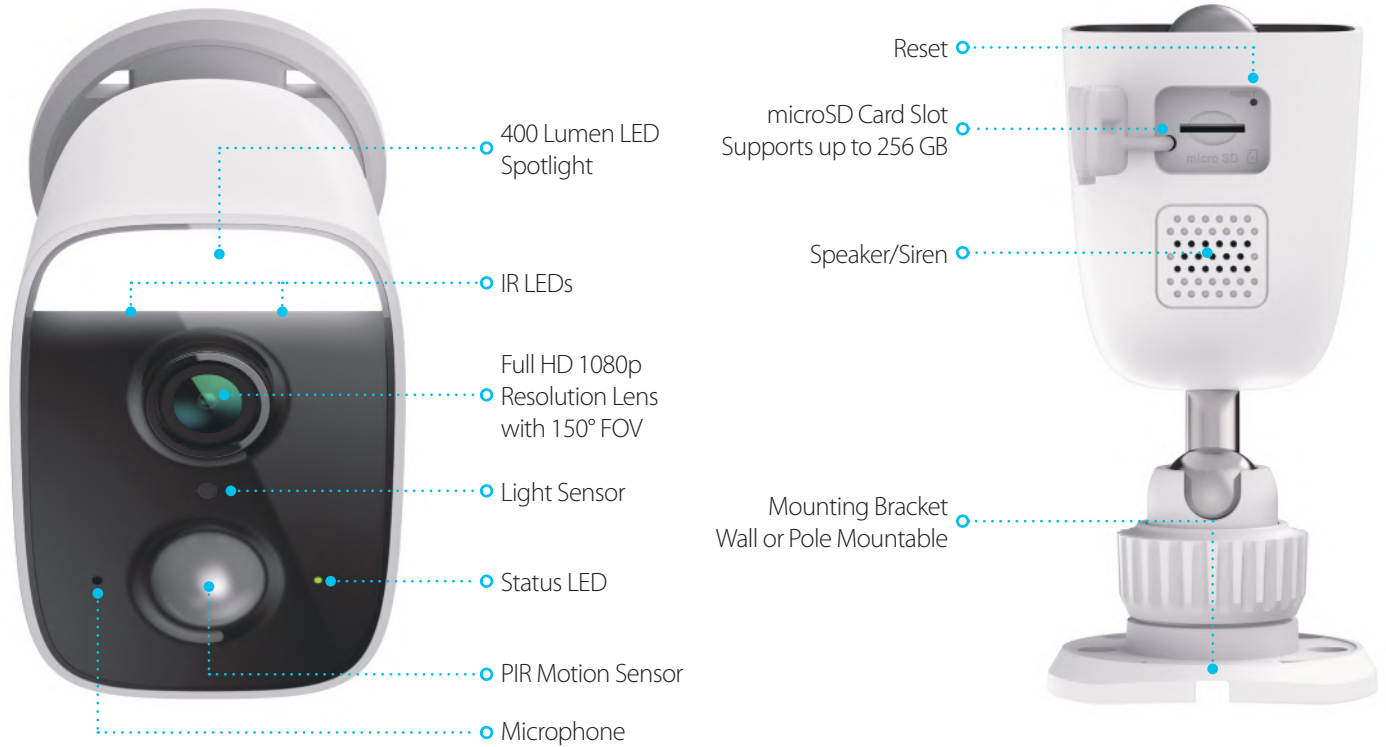 400 Lumen LED
Spotlight
IR LEDs
Full HD 1080p
Resolution Lens
with 150° FOV
Light Sensor
Status LED
PIR Motion Sensor
Microphone
Reset
microSD Card Slot
Supports up to 256 GB
RESET
micro SD
Speaker/Siren
Mounting Bracket
Wall or Pole Mountable